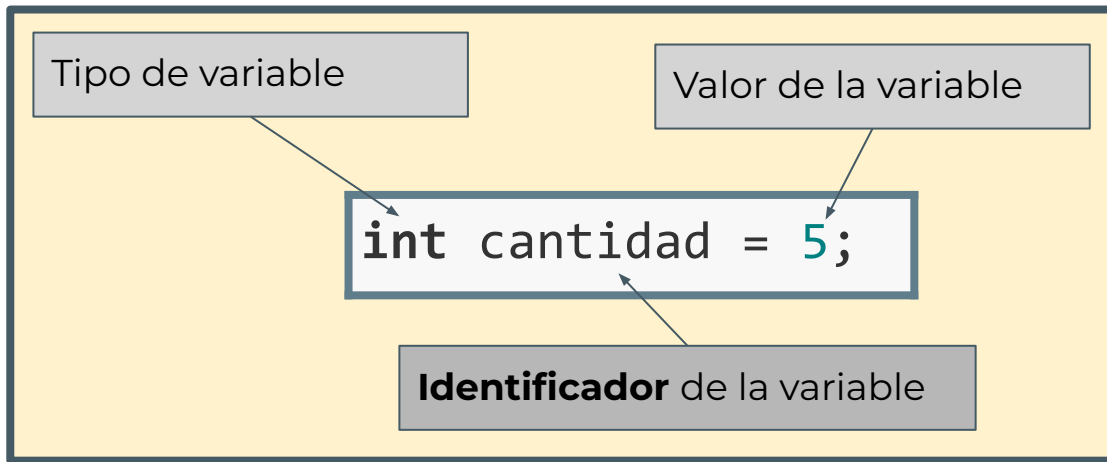 Tipo de variable
Valor de la variable
int cantidad = 5;
Identificador de la variable